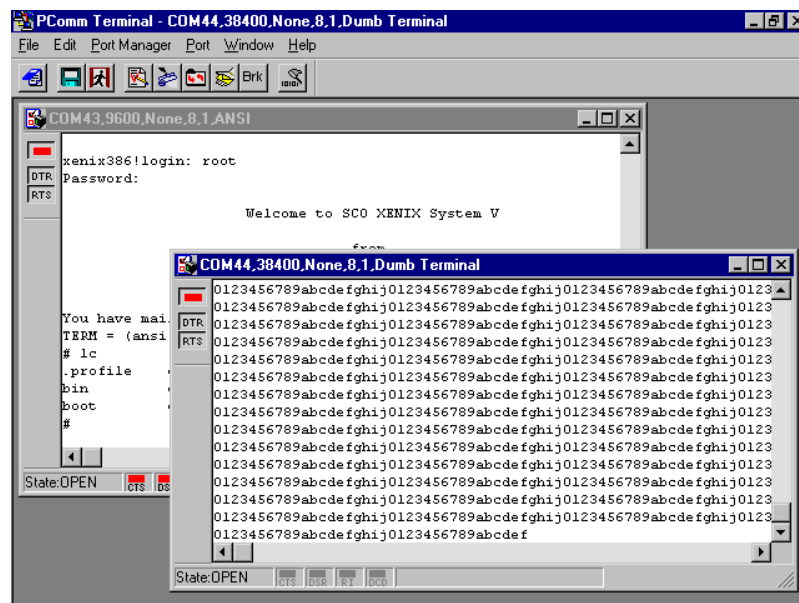 PComm Terminal - COM44,38400,None,8,1,Dumb Terminal
File Edit Port Manager Port Window Help
Brk
COM43,9600,None,8,1,ANSI
DTR
RTS
xenix386!login: root
Password:
Welcome to SCO XENIX System V
from
You have mai
TERM = (ansi
# lc
.profile
bin
boot
#
State:OPEN CTS DS
COM44,38400,None,8,1,Dumb Terminal
DTR
RTS
0123456789abcdefghij0123456789abcdefghij0123456789abcdefghij0123
0123456789abcdefghij0123456789abcdefghij0123456789abcdefghij0123
0123456789abcdefghij0123456789abcdefghij0123456789abcdefghij0123
0123456789abcdefghij0123456789abcdefghij0123456789abcdefghij0123
0123456789abcdefghij0123456789abcdefghij0123456789abcdefghij0123
0123456789abcdefghij0123456789abcdefghij0123456789abcdefghij0123
0123456789abcdefghij0123456789abcdefghij0123456789abcdefghij0123
0123456789abcdefghij0123456789abcdefghij0123456789abcdefghij0123
0123456789abcdefghij0123456789abcdefghij0123456789abcdefghij0123
0123456789abcdefghij0123456789abcdefghij0123456789abcdefghij0123
0123456789abcdefghij0123456789abcdefghij0123456789abcdefghij0123
0123456789abcdefghij0123456789abcdefghij0123456789abcdefghij0123
0123456789abcdefghij0123456789abcdefghij0123456789abcdefghij0123
0123456789abcdefghij0123456789abcdefghij0123456789abcdefghij0123
0123456789abcdefghij0123456789abcdef
State:OPEN CTS DSR RI DCD